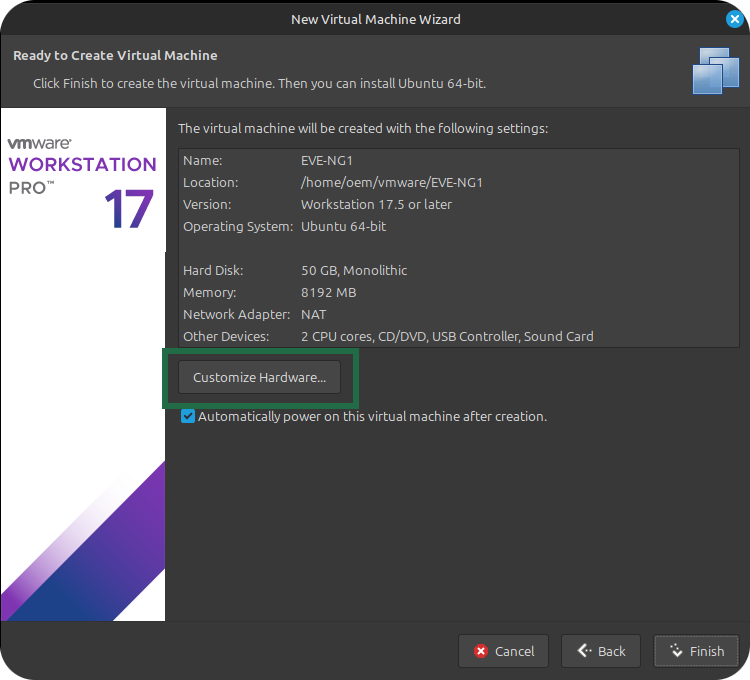 New Virtual Machine Wizard
Ready to Create Virtual Machine
Click Finish to create the virtual machine. Then you can install Ubuntu 64-bit.
vmware®
WORKSTATION
PRO™
17
The virtual machine will be created with the following settings:
Name: EVE-NG1
Location: /home/oem/vmware/EVE-NG1
Version: Workstation 17.5 or later
Operating System: Ubuntu 64-bit
Hard Disk: 50 GB, Monolithic
Memory: 8192 MB
Network Adapter: NAT
Other Devices: 2 CPU cores, CD/DVD, USB Controller, Sound Card
Customize Hardware...
Automatically power on this virtual machine after creation.
Cancel Back Finish